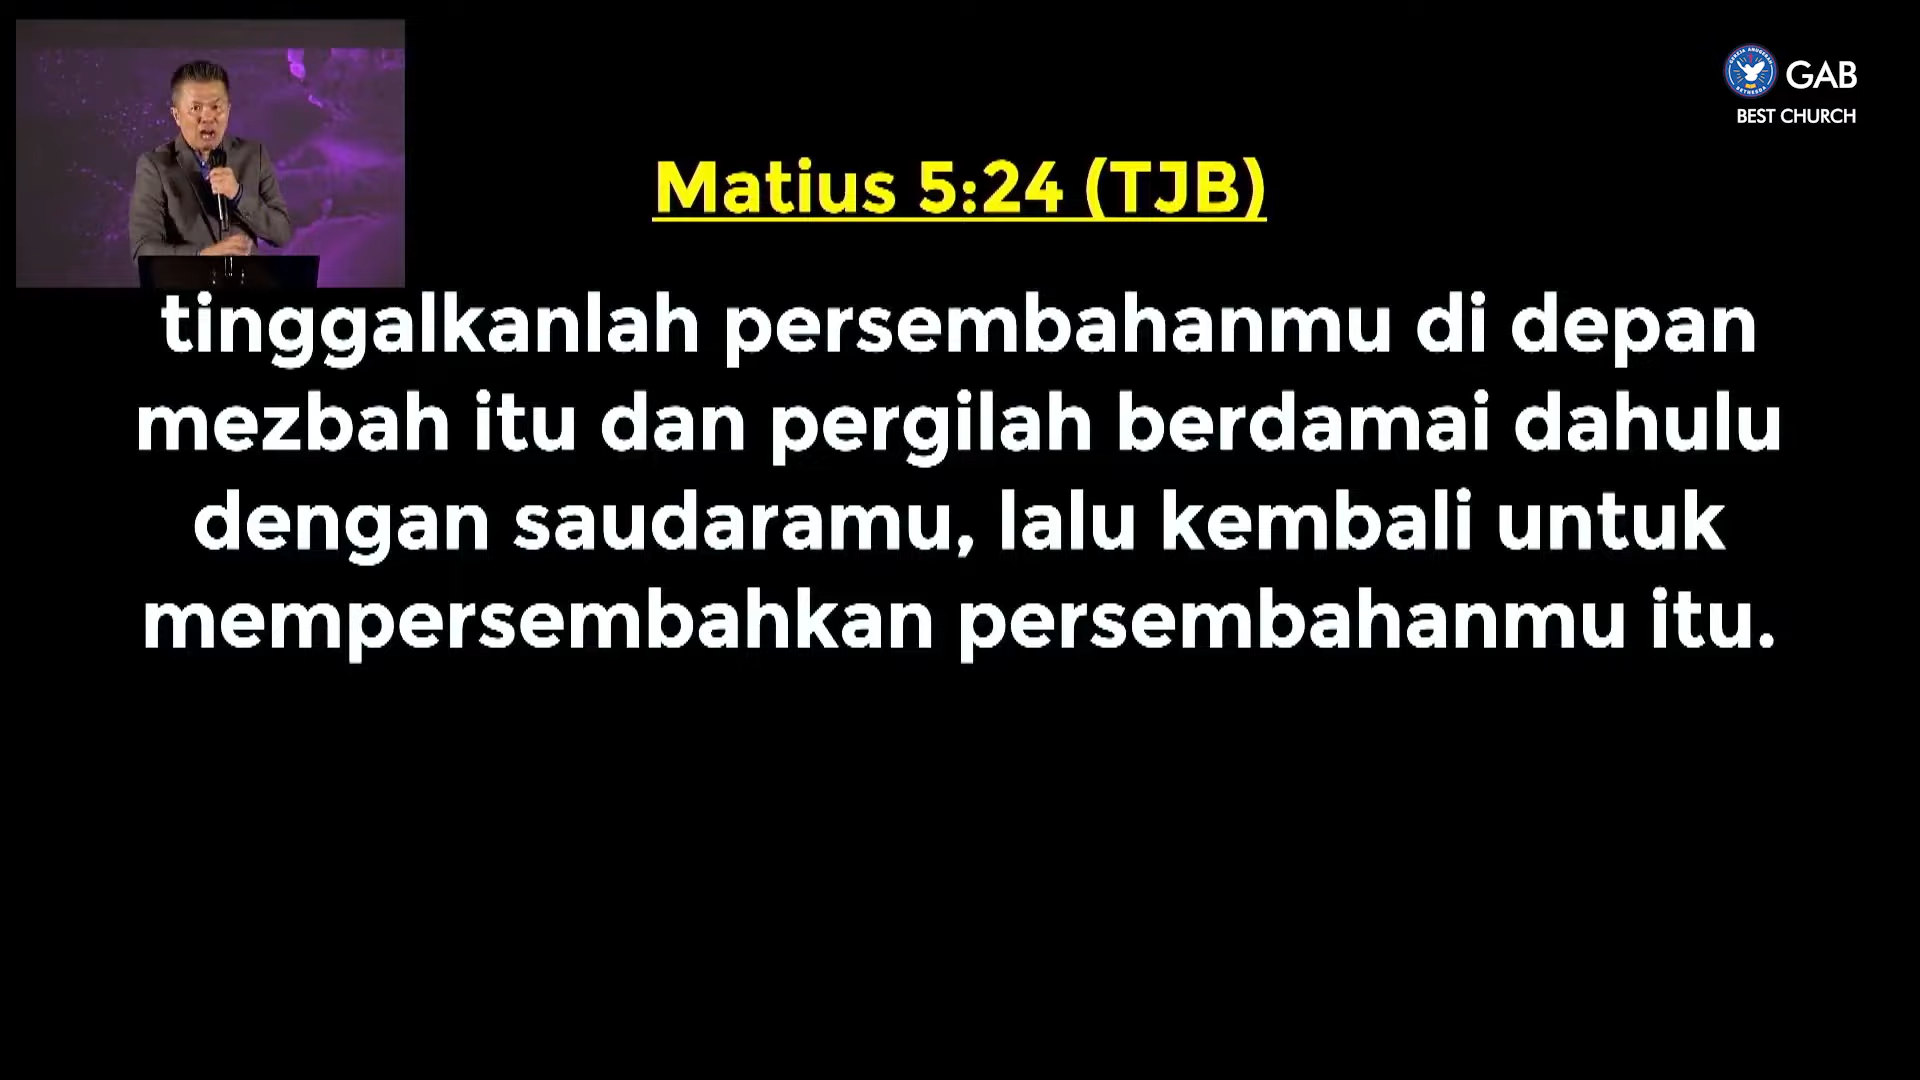 GAB
BEST CHURCH
Matius 5:24 (TJB)
tinggalkanlah persembahanmu di depan
mezbah itu dan pergilah berdamai dahulu
dengan saudaramu, lalu kembali untuk
mempersembahkan persembahanmu itu.